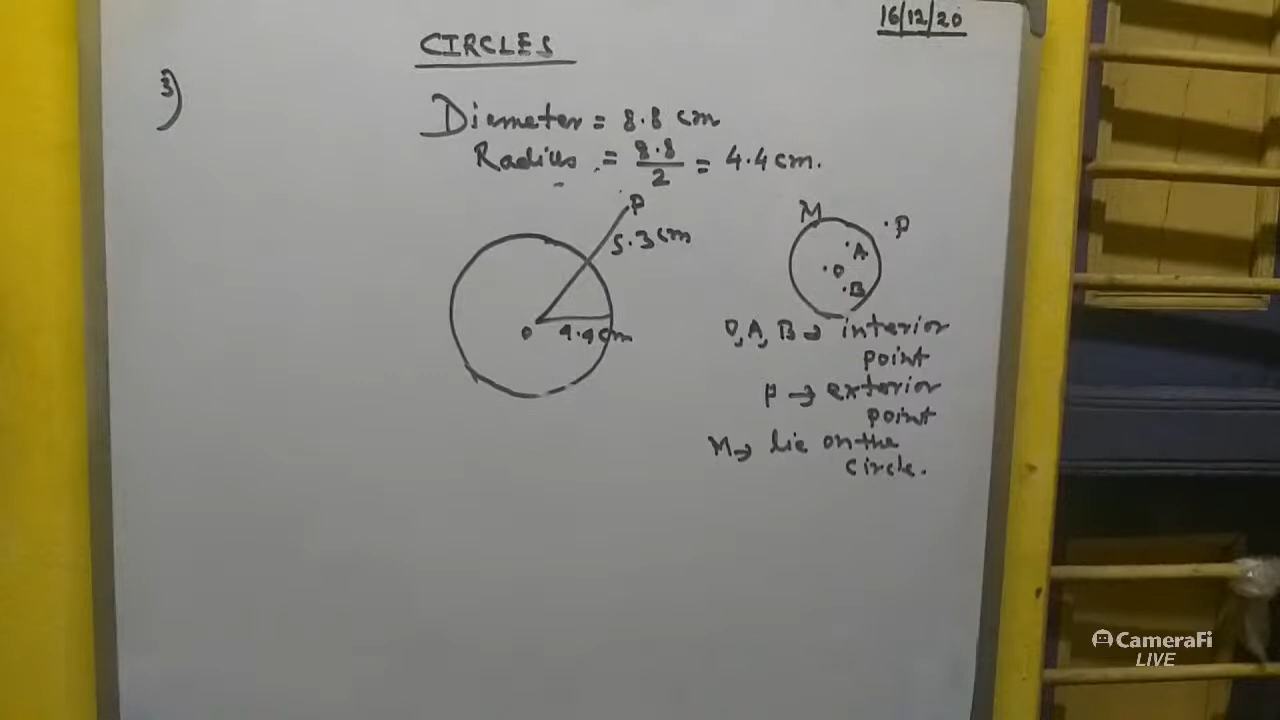 16/12/20
CIRCLES
3)
Diameter = 8.8 cm
Radius = 8.8/2 = 4.4 cm.
P
5.3 cm
O
4.4 cm
M
P
A
O
B
O, A, B → interior
point
P → exterior
point
M → lie on the
circle.
CameraFi
LIVE